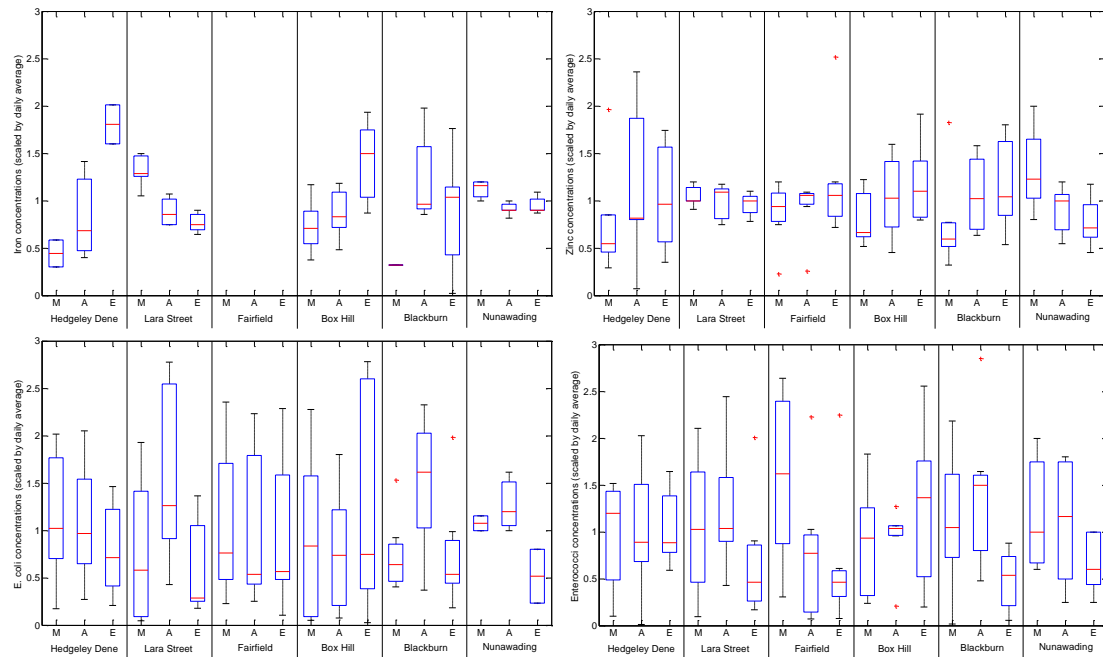 3
2.5
2
1.5
1
0.5
0
Iron concentrations (scaled by daily average)
M A E M A E M A E M A E M A E M A E
Hedgeley Dene Lara Street Fairfield Box Hill Blackburn Nunawading
3
2.5
2
1.5
1
0.5
0
Zinc concentrations (scaled by daily average)
M A E M A E M A E M A E M A E M A E
Hedgeley Dene Lara Street Fairfield Box Hill Blackburn Nunawading
3
2.5
2
1.5
1
0.5
0
E. coli concentrations (scaled by daily average)
M A E M A E M A E M A E M A E M A E
Hedgeley Dene Lara Street Fairfield Box Hill Blackburn Nunawading
3
2.5
2
1.5
1
0.5
0
Enterococci concentrations (scaled by daily average)
M A E M A E M A E M A E M A E M A E
Hedgeley Dene Lara Street Fairfield Box Hill Blackburn Nunawading